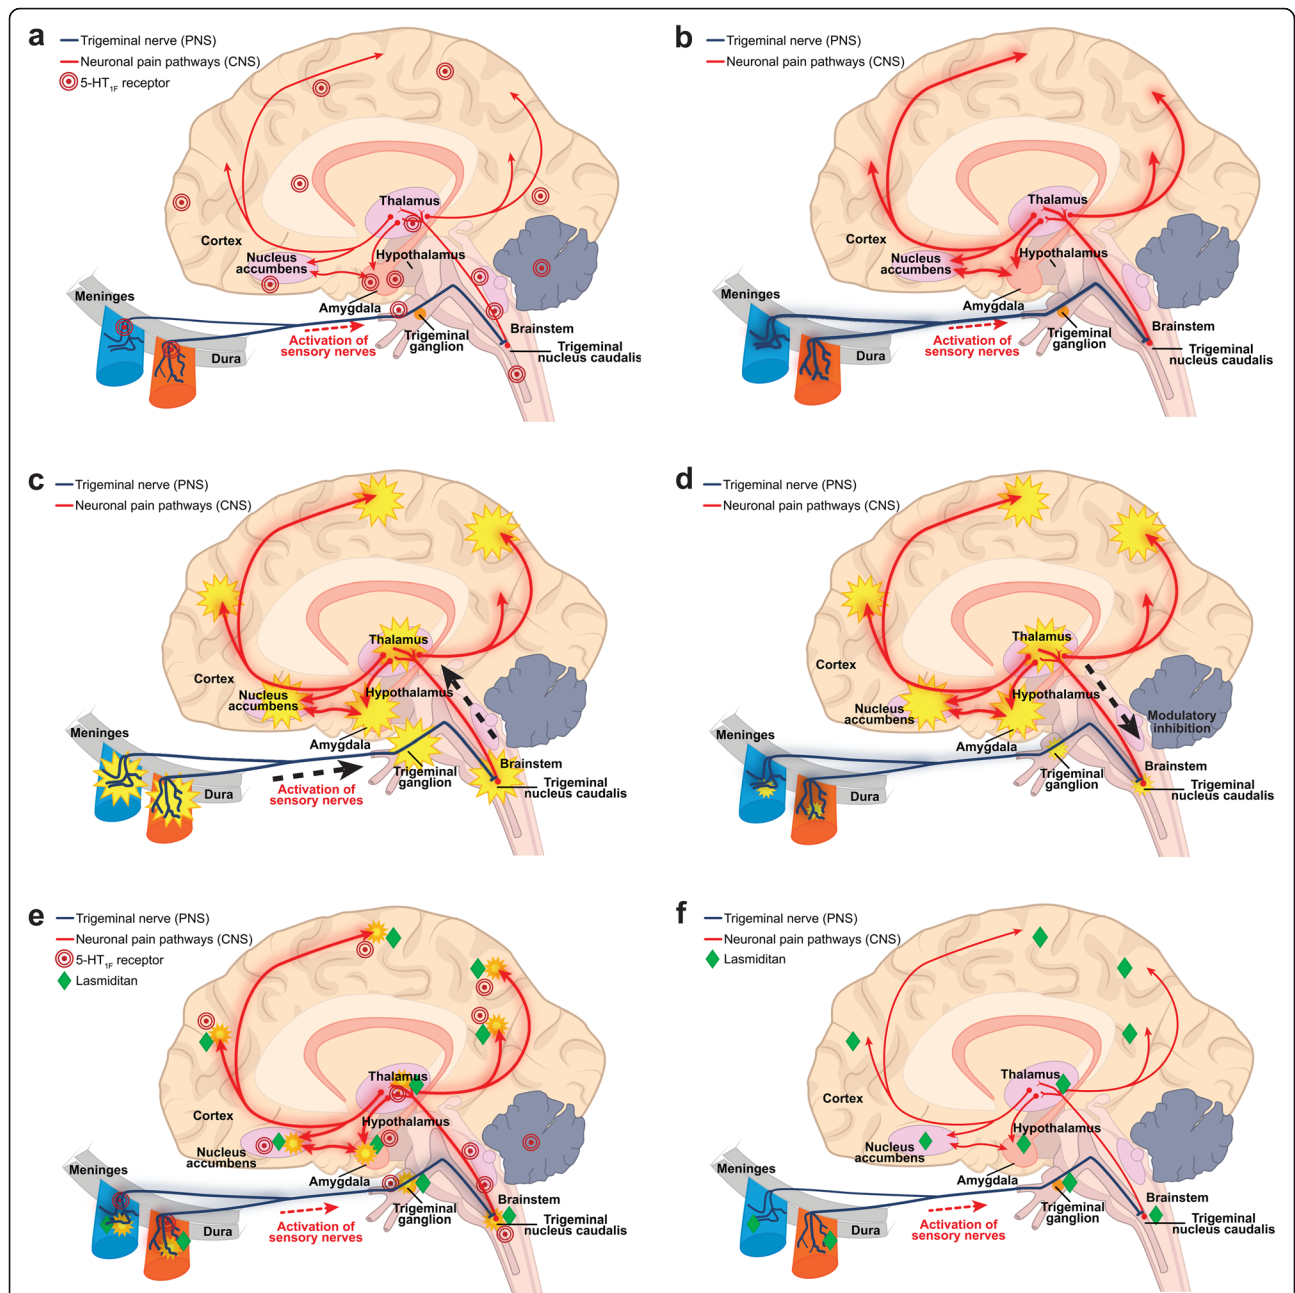 a
Trigeminal nerve (PNS)
Neuronal pain pathways (CNS)
5-HT1F receptor
Thalamus
Cortex
Nucleus
accumbens
Hypothalamus
Meninges
Amygdala
Activation of
sensory nerves
Dura
Trigeminal
ganglion
Brainstem
Trigeminal
nucleus caudalis
b
Trigeminal nerve (PNS)
Neuronal pain pathways (CNS)
Thalamus
Cortex
Nucleus
accumbens
Hypothalamus
Meninges
Amygdala
Activation of
sensory nerves
Dura
Trigeminal
ganglion
Brainstem
Trigeminal
nucleus caudalis
c
Trigeminal nerve (PNS)
Neuronal pain pathways (CNS)
Thalamus
Cortex
Nucleus
accumbens
Hypothalamus
Meninges
Amygdala
Activation of
sensory nerves
Dura
Trigeminal
ganglion
Brainstem
Trigeminal
nucleus caudalis
d
Trigeminal nerve (PNS)
Neuronal pain pathways (CNS)
Thalamus
Cortex
Nucleus
accumbens
Hypothalamus
Modulatory
inhibition
Meninges
Amygdala
Dura
Trigeminal
ganglion
Brainstem
Trigeminal
nucleus caudalis
e
Trigeminal nerve (PNS)
Neuronal pain pathways (CNS)
5-HT1F receptor
Lasmiditan
Thalamus
Cortex
Hypothalamus
Nucleus
accumbens
Meninges
Amygdala
Activation of
sensory nerves
Dura
Trigeminal
ganglion
Brainstem
Trigeminal
nucleus caudalis
f
Trigeminal nerve (PNS)
Neuronal pain pathways (CNS)
Lasmiditan
Thalamus
Cortex
Hypothalamus
Nucleus
accumbens
Meninges
Amygdala
Activation of
sensory nerves
Dura
Trigeminal
ganglion
Brainstem
Trigeminal
nucleus caudalis